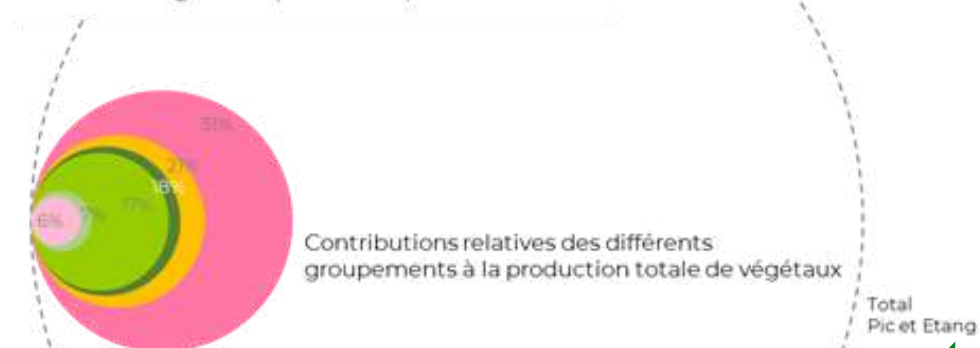 31%
21%
18%
17%
7%
6%
Contributions relatives des différents
groupements à la production totale de végétaux
Total
Pic et Etang